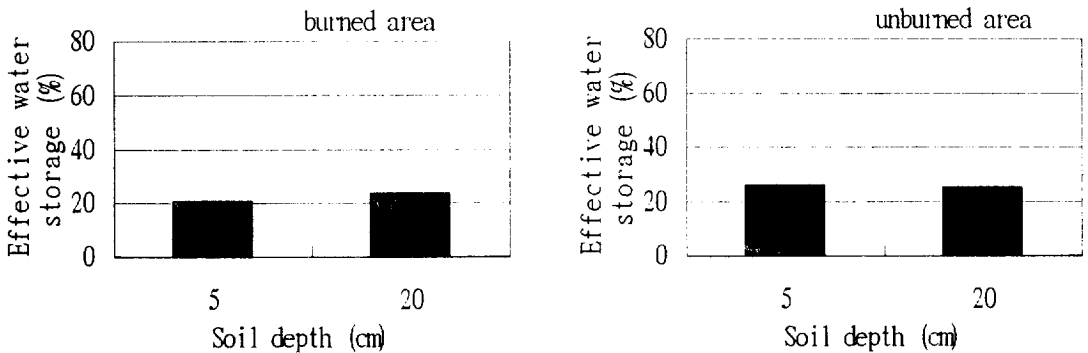 burned area
Effective water
storage (%)
80
60
40
20
0
5 20
Soil depth (cm)
unburned area
Effective water
storage (%)
80
60
40
20
0
5 20
Soil depth (cm)